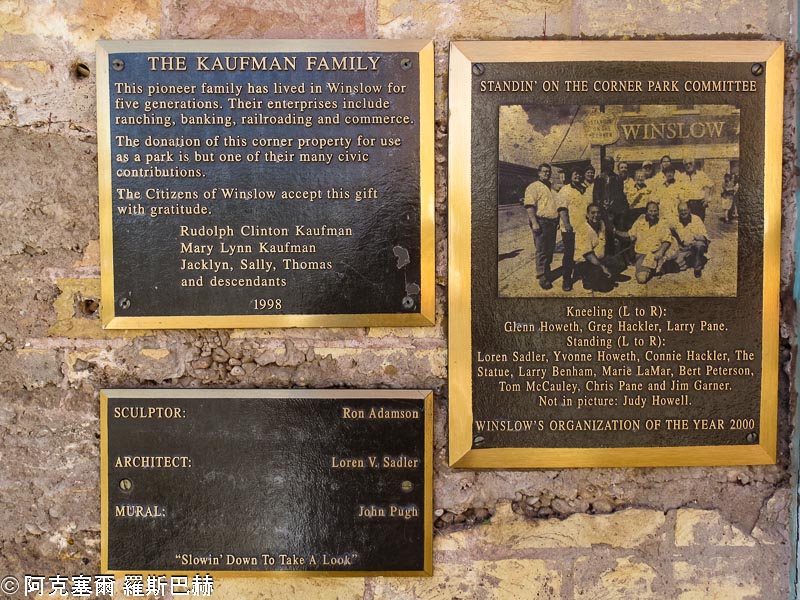 THE KAUFMAN FAMILY
This pioneer family has lived in Winslow for
five generations. Their enterprises include
ranching, banking, railroading and commerce.
The donation of this corner property for use
as a park is but one of their many civic
contributions.
The Citizens of Winslow accept this gift
with gratitude.
Rudolph Clinton Kaufman
Mary Lynn Kaufman
Jacklyn, Sally, Thomas
and descendants
1998
SCULPTOR: Ron Adamson
ARCHITECT: Loren V. Sadler
MURAL: John Pugh
“Slowin’ Down To Take A Look”
STANDIN’ ON THE CORNER PARK COMMITTEE
STANDIN
ON THE
CORNER
WINSLOW
Kneeling (L to R):
Glenn Howeth, Greg Hackler, Larry Pane.
Standing (L to R):
Loren Sadler, Yvonne Howeth, Connie Hackler, The
Statue, Larry Benham, Marie LaMar, Bert Peterson,
Tom McCauley, Chris Pane and Jim Garner.
Not in picture: Judy Howell.
WINSLOW’S ORGANIZATION OF THE YEAR 2000
© 阿克塞爾 羅斯巴赫